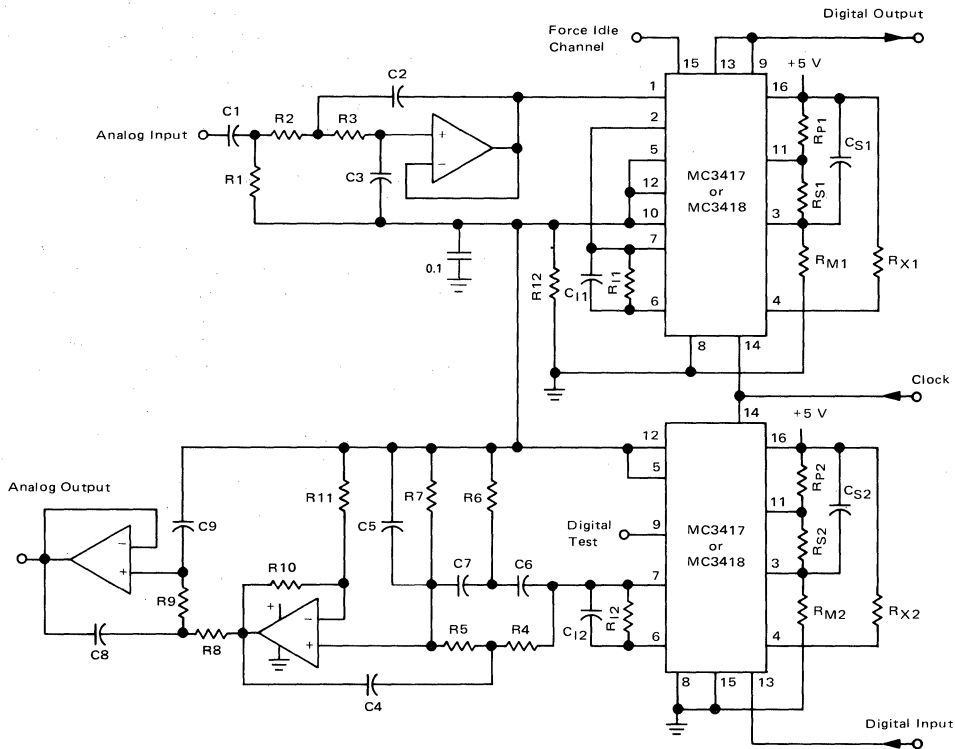 Digital Output
Force Idle
Channel
15
13
9
+5 V
C2
1
16
C1
Analog Input
R2
R3
2
RP1
CS1
+
−
5
11
R1
C3
MC3417
or
MC3418
12
RS1
10
3
7
0.1
R12
CI1
RI1
RM1
RX1
6
4
8
14
Clock
14
+5 V
12
16
Analog Output
R11
R7
R6
5
RP2
CS2
C9
C5
11
−
+
Digital
Test
9
MC3417
or
MC3418
RS2
R10
C7
C6
7
3
R9
+
−
+
CI2
RI2
RM2
RX2
R5
R4
6
4
C8
R8
C4
8
15
13
Digital Input